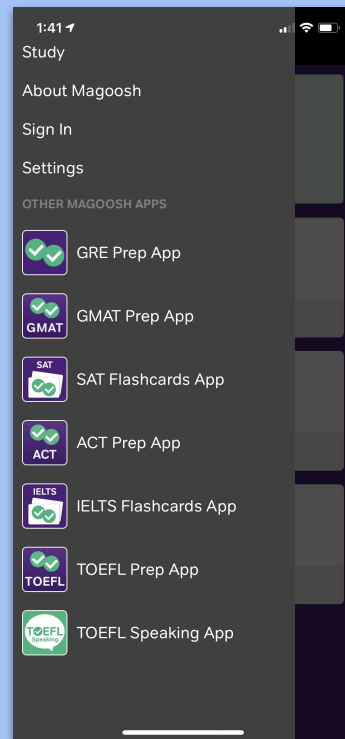 1:41
Study
About Magoosh
Sign In
Settings
OTHER MAGOOSH APPS
GRE Prep App
GMAT
GMAT Prep App
SAT
SAT Flashcards App
ACT
ACT Prep App
IELTS
IELTS Flashcards App
TOEFL
TOEFL Prep App
TOEFL
Speaking
TOEFL Speaking App